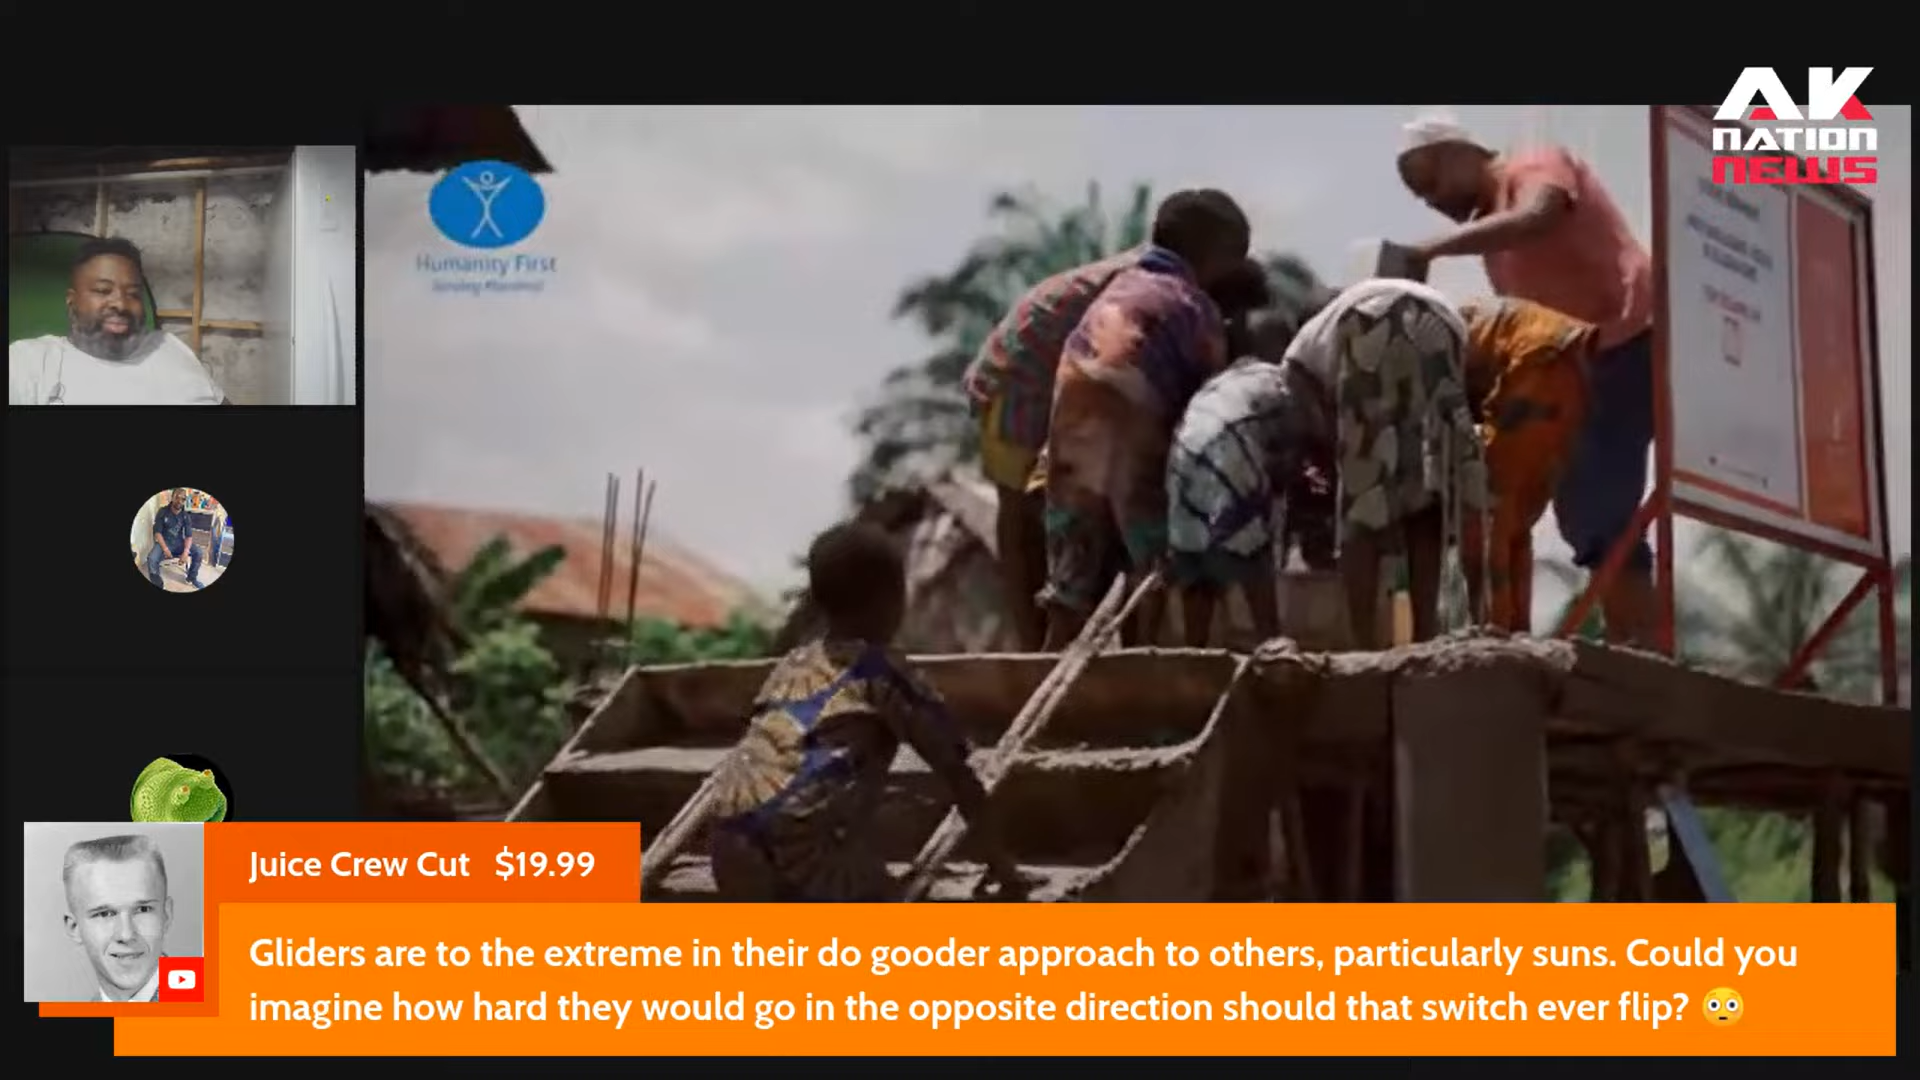 AK
NATION
NEWS
Humanity First
Serving Mankind
Juice Crew Cut $19.99
Gliders are to the extreme in their do gooder approach to others, particularly suns. Could you
imagine how hard they would go in the opposite direction should that switch ever flip? 😳